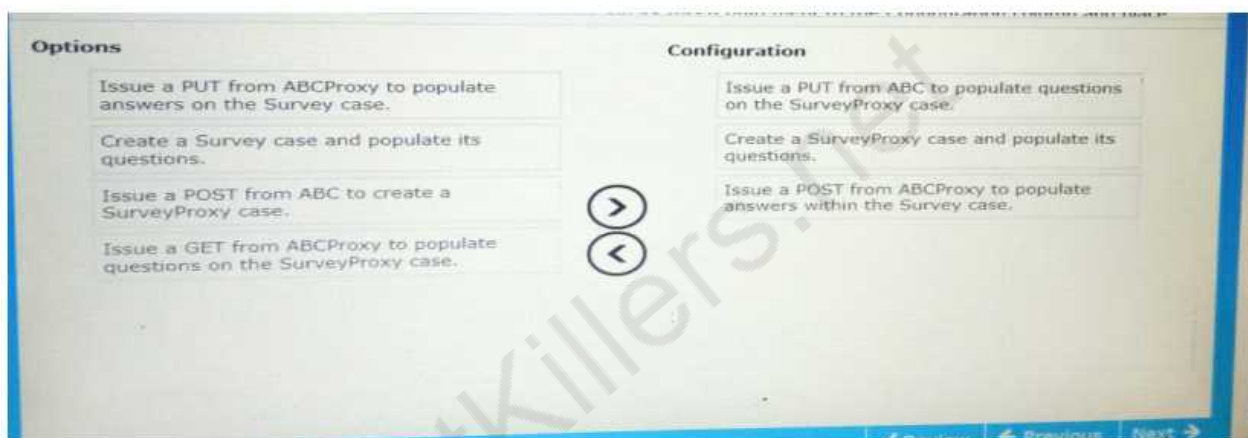 Options
Issue a PUT from ABCProxy to populate
answers on the Survey case.
Create a Survey case and populate its
questions.
Issue a POST from ABC to create a
SurveyProxy case.
Issue a GET from ABCProxy to populate
questions on the SurveyProxy case.
Configuration
Issue a PUT from ABC to populate questions
on the SurveyProxy case.
Create a SurveyProxy case and populate its
questions.
Issue a POST from ABCProxy to populate
answers within the Survey case.
Killers.net
Previous
Next